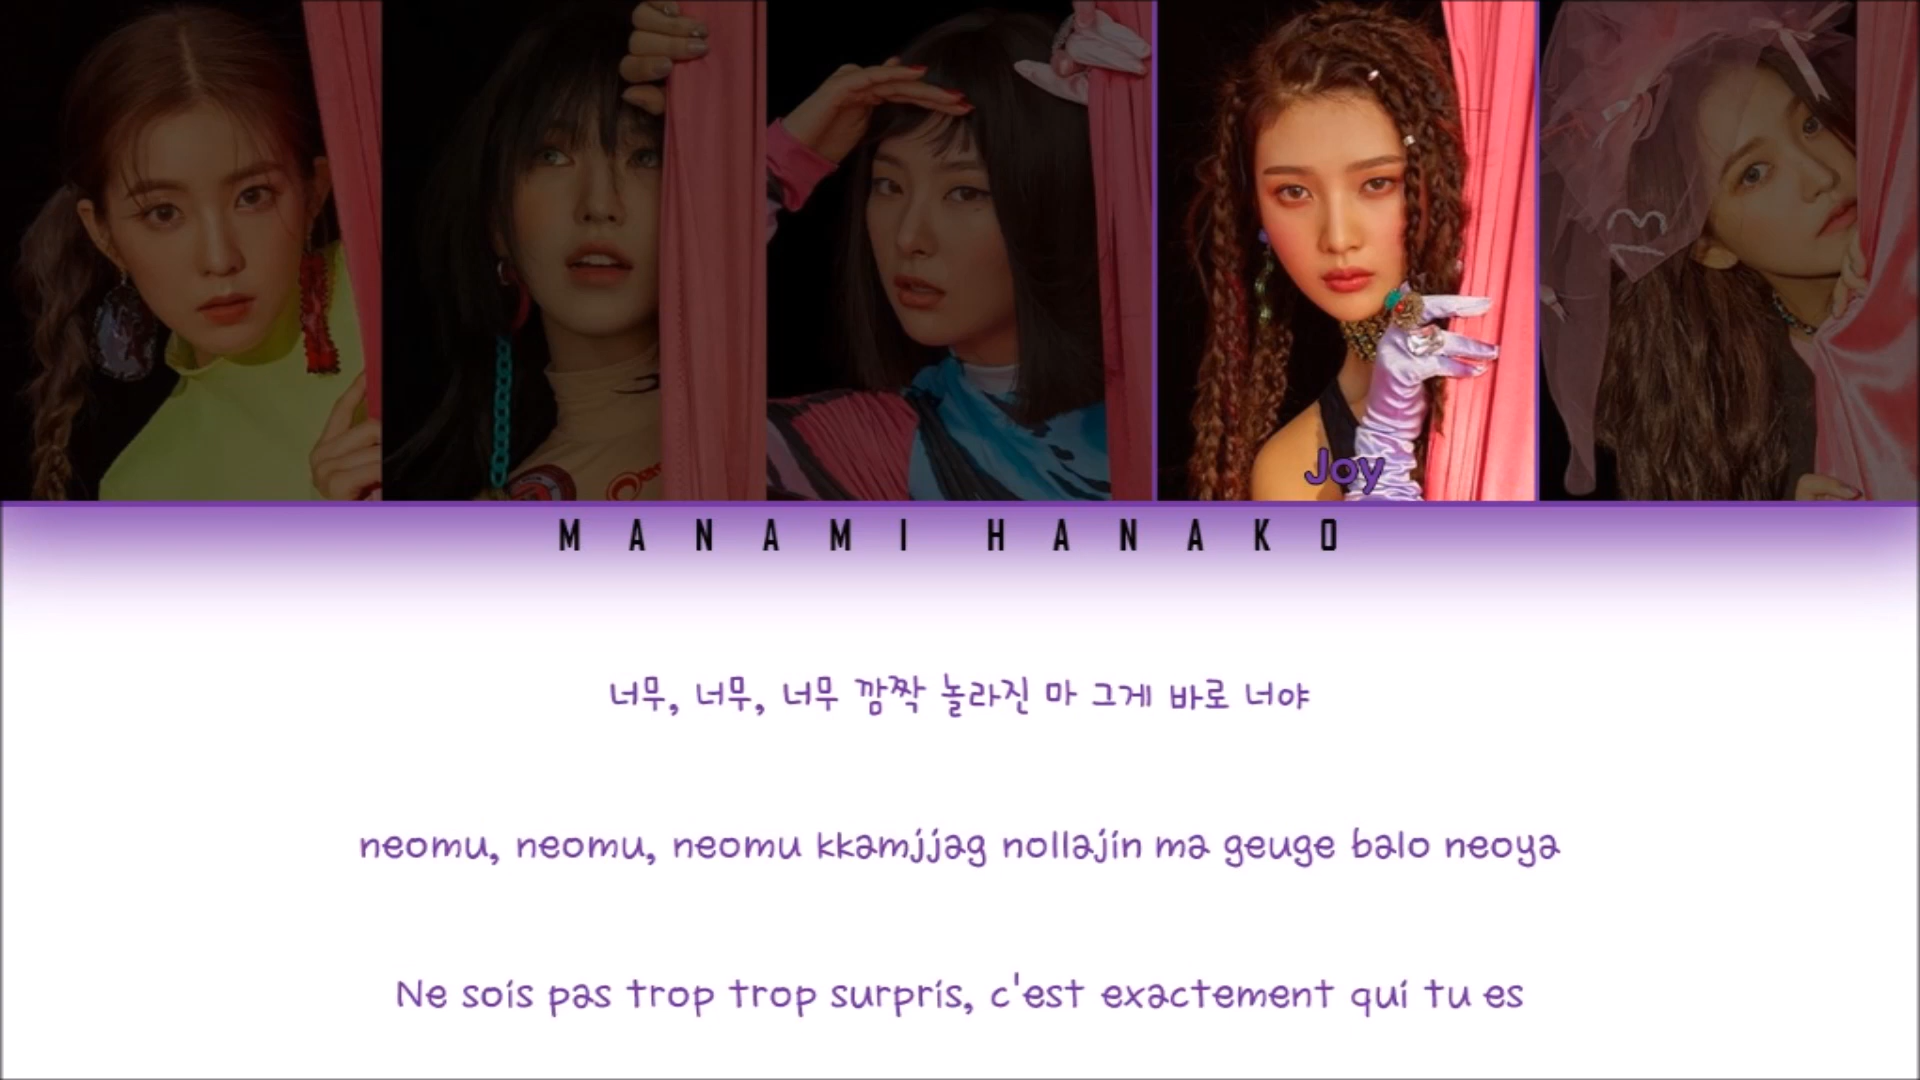 Joy
MANAMI HANAKO
너무, 너무, 너무 깜짝 놀라진 마 그게 바로 너야
neomu, neomu, neomu kkamjjag nollajin ma geuge balo neoya
Ne sois pas trop trop surpris, c'est exactement qui tu es